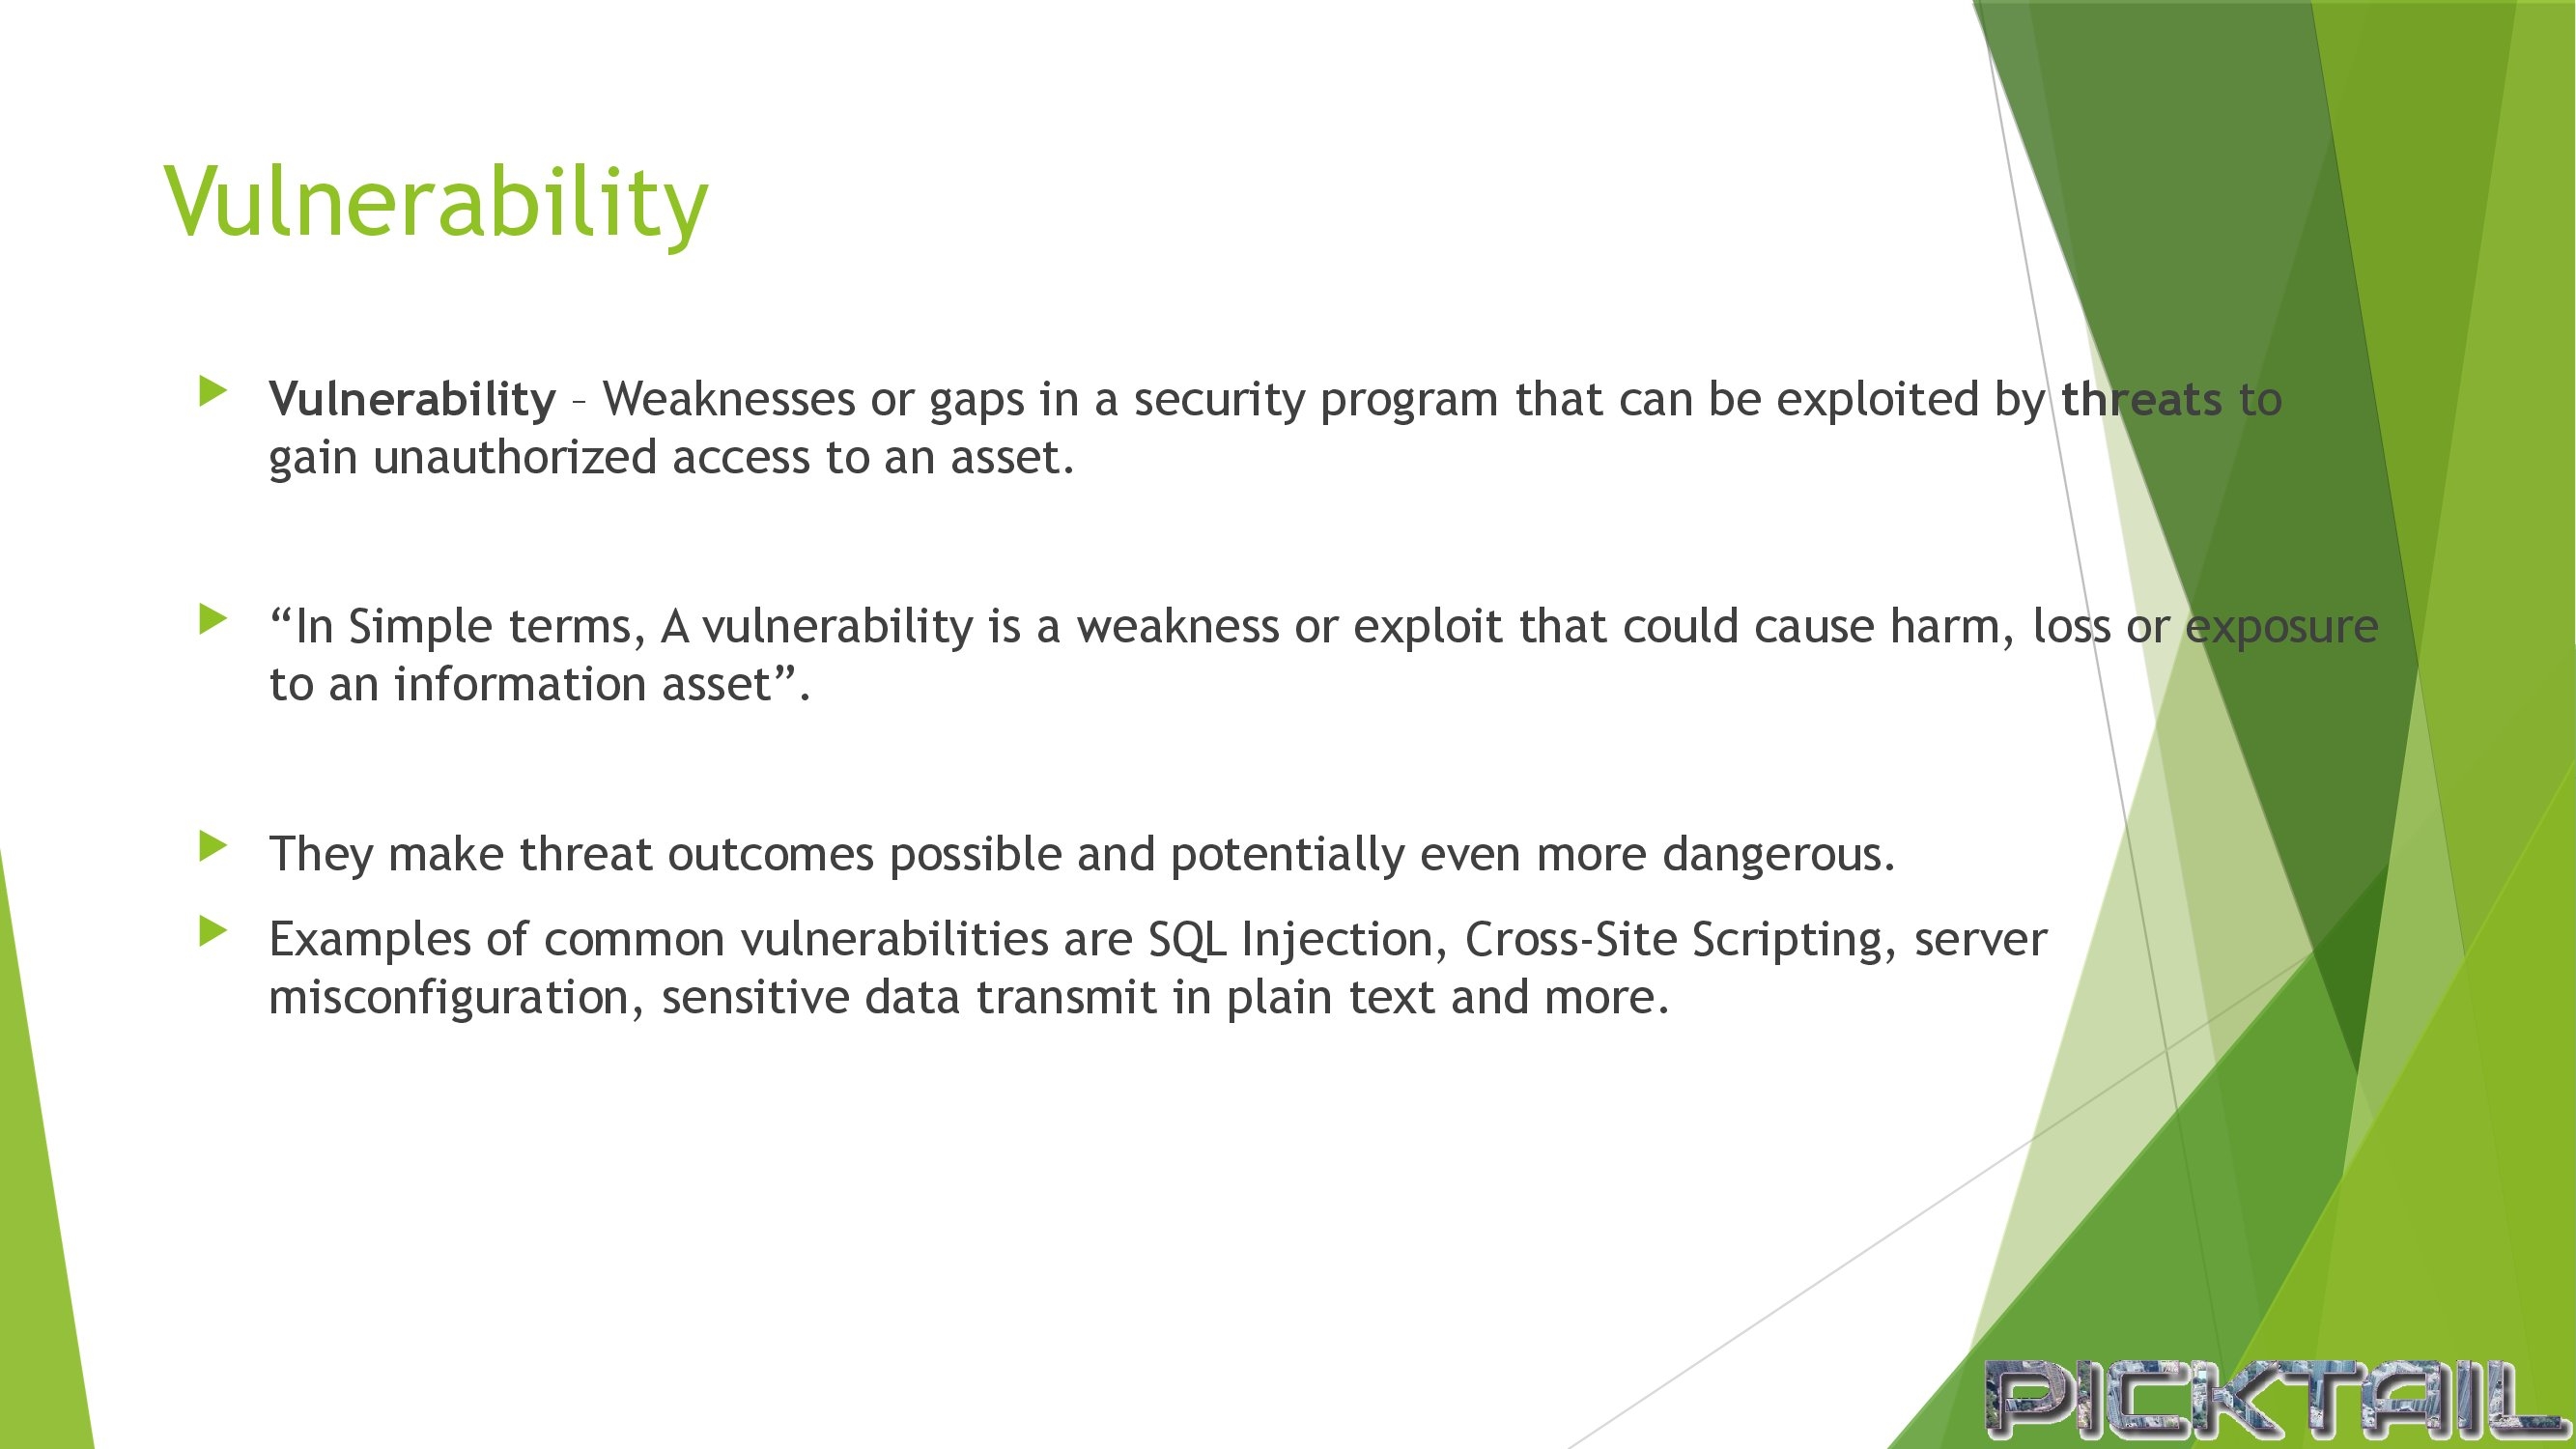 Vulnerability
Vulnerability – Weaknesses or gaps in a security program that can be exploited by threats to
gain unauthorized access to an asset.
“In Simple terms, A vulnerability is a weakness or exploit that could cause harm, loss or exposure
to an information asset”.
They make threat outcomes possible and potentially even more dangerous.
Examples of common vulnerabilities are SQL Injection, Cross-Site Scripting, server
misconfiguration, sensitive data transmit in plain text and more.
PICKTAIL